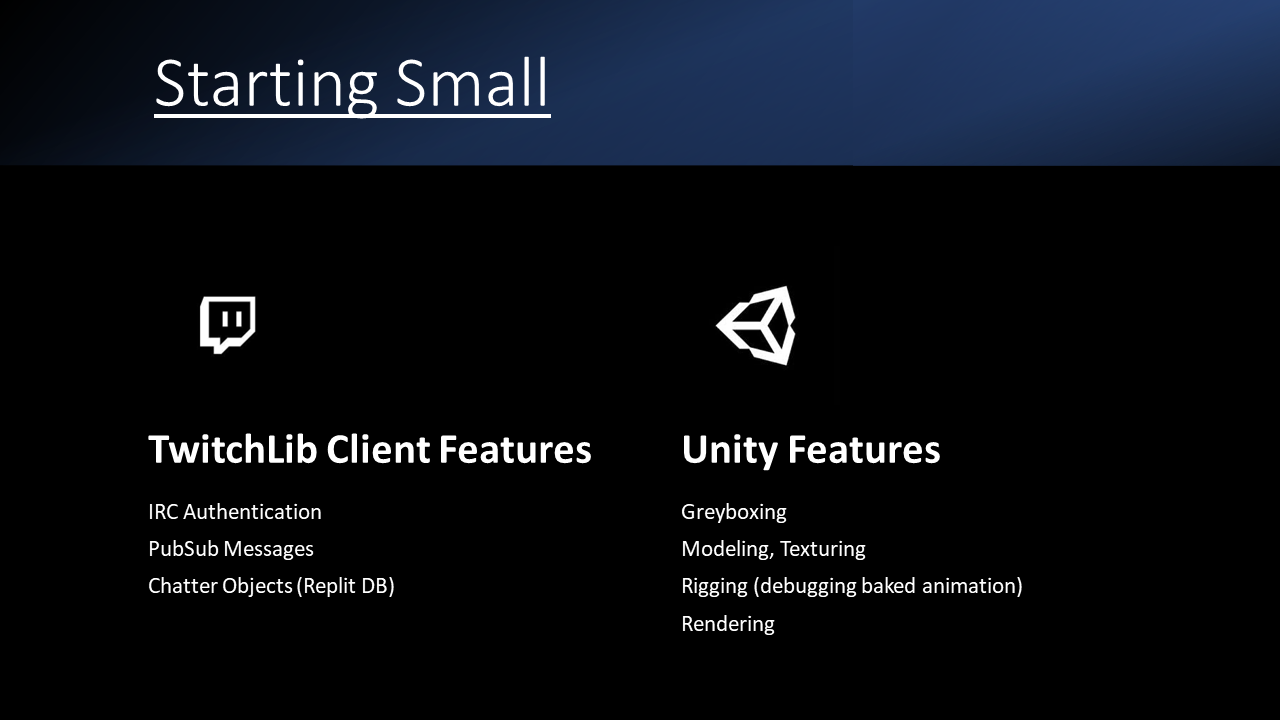 Starting Small
TwitchLib Client Features
IRC Authentication
PubSub Messages
Chatter Objects (Replit DB)
Unity Features
Greyboxing
Modeling, Texturing
Rigging (debugging baked animation)
Rendering